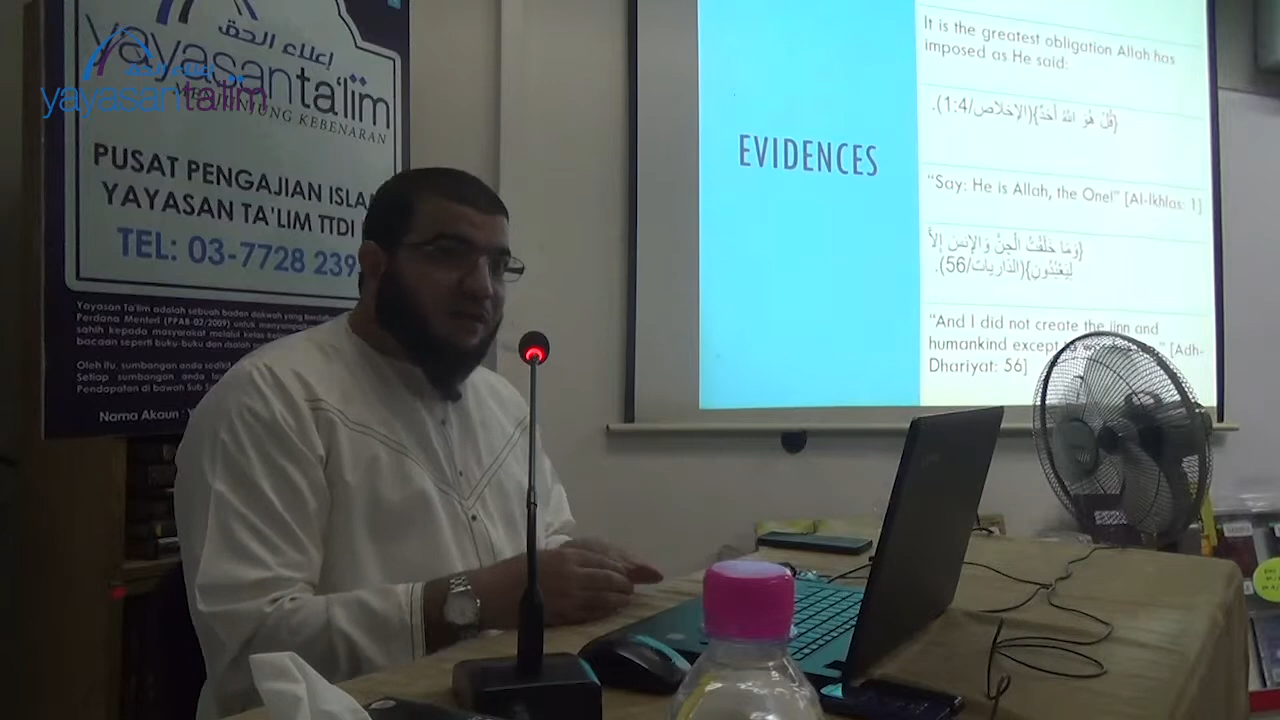 إعلاء الحق
yayasanta'lim
MENJUNJUNG KEBENARAN
yayasanta'lim
PUSAT PENGAJIAN ISLA
YAYASAN TA'LIM TTDI
TEL: 03-7728 239
Yayasan Ta'lim adalah sebuah badan dakwah yang
Perdana Menteri (PPAB-02/2009) untuk
sahih kepada masyarakat melalui kelas
bacaan seperti buku-buku dan risalah
Oleh itu, sumbangan anda
Setiap sumbangan anda
Pendapatan di bawah Sub
Nama Akaun :
EVIDENCES
It is the greatest obligation Allah has
imposed as He said:
{قُلْ هُوَ اللَّهُ أَحَدٌ}(الإخلاص/1:4).
"Say: He is Allah, the One!" [Al-Ikhlas: 1]
{وَمَا خَلَقْتُ الْجِنَّ وَالإِنسَ إِلاَّ
لِيَعْبُدُونِ}(الذاريات/56).
"And I did not create the jinn and
humankind except " [Adh-
Dhariyat: 56]